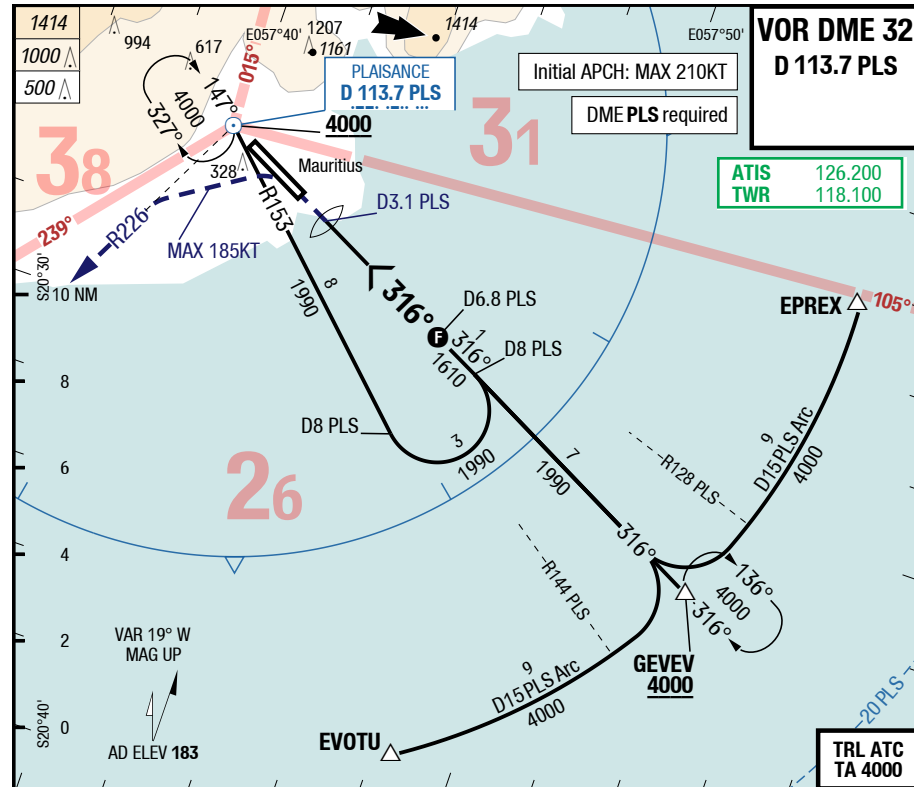 1414
1000
500
994
617
1207
E057°40'
1161
1414
E057°50'
VOR DME 32
D 113.7 PLS
Initial APCH: MAX 210KT
DME PLS required
ATIS 126.200
TWR 118.100
015°
147°
4000
327°
PLAISANCE
D 113.7 PLS
4000
38
31
328
Mauritius
R153
D3.1 PLS
R226
239°
MAX 185KT
S20°30'
10 NM
8
1990
316°
D6.8 PLS
F
1
316°
1610
D8 PLS
EPREX
105°
8
D8 PLS
3
1990
7
1990
9
D15 PLS Arc
4000
R128 PLS
6
26
4
316°
R144 PLS
136°
4000
316°
2
VAR 19° W
MAG UP
GEVEV
4000
9
D15 PLS Arc
4000
20 PLS
S20°40'
0
AD ELEV 183
EVOTU
TRL ATC
TA 4000